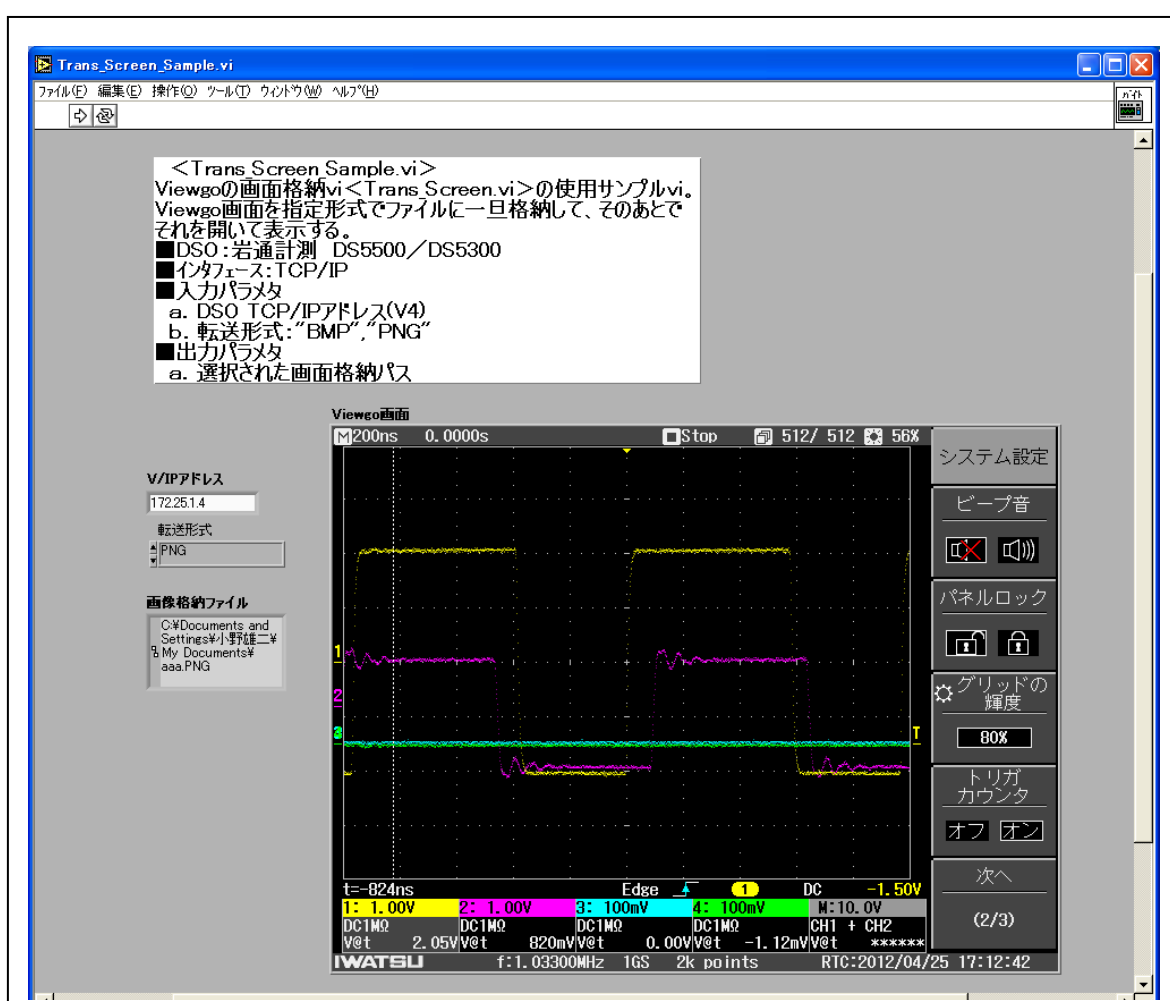 Trans_Screen_Sample.vi
ファイル(F) 編集(E) 操作(O) ツール(T) ウィンドウ(W) ヘルプ(H)
＜Trans_Screen_Sample.vi＞
Viewgoの画面格納vi＜Trans_Screen.vi＞の使用サンプルvi。
Viewgo画面を指定形式でファイルに一旦格納して、そのあとで
それを開いて表示する。
■DSO：岩通計測 DS5500／DS5300
■インタフェース：TCP/IP
■入力パラメタ
a. DSO TCP/IPアドレス(V4)
b. 転送形式："BMP","PNG"
■出力パラメタ
a. 選択された画面格納パス
Viewgo画面
V/IPアドレス
172.25.1.4
転送形式
PNG
画像格納ファイル
C:¥Documents and
Settings¥小野雄二¥
My Documents¥
aaa.PNG
M 200ns 0.0000s Stop 512/ 512 56%
1
2
3
T
t=-824ns Edge 1 DC -1.50V
1: 1.00V 2: 1.00V 3: 100mV 4: 100mV M:10.0V
DC1MΩ DC1MΩ DC1MΩ DC1MΩ CH1 + CH2
V@t 2.05V V@t 820mV V@t 0.00V V@t -1.12mV V@t ******
IWATSU f:1.03300MHz 1GS 2k points RTC:2012/04/25 17:12:42
システム設定
ビープ音
パネルロック
グリッドの
輝度
80%
トリガ
カウンタ
オフ オン
次へ
(2/3)